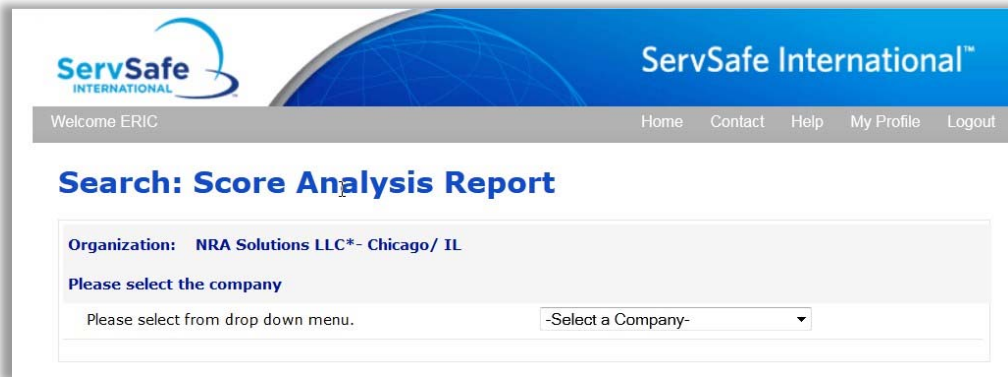 ServSafe
INTERNATIONAL
ServSafe International™
Welcome ERIC Home Contact Help My Profile Logout
Search: Score Analysis Report
Organization: NRA Solutions LLC*- Chicago/ IL
Please select the company
Please select from drop down menu. -Select a Company-